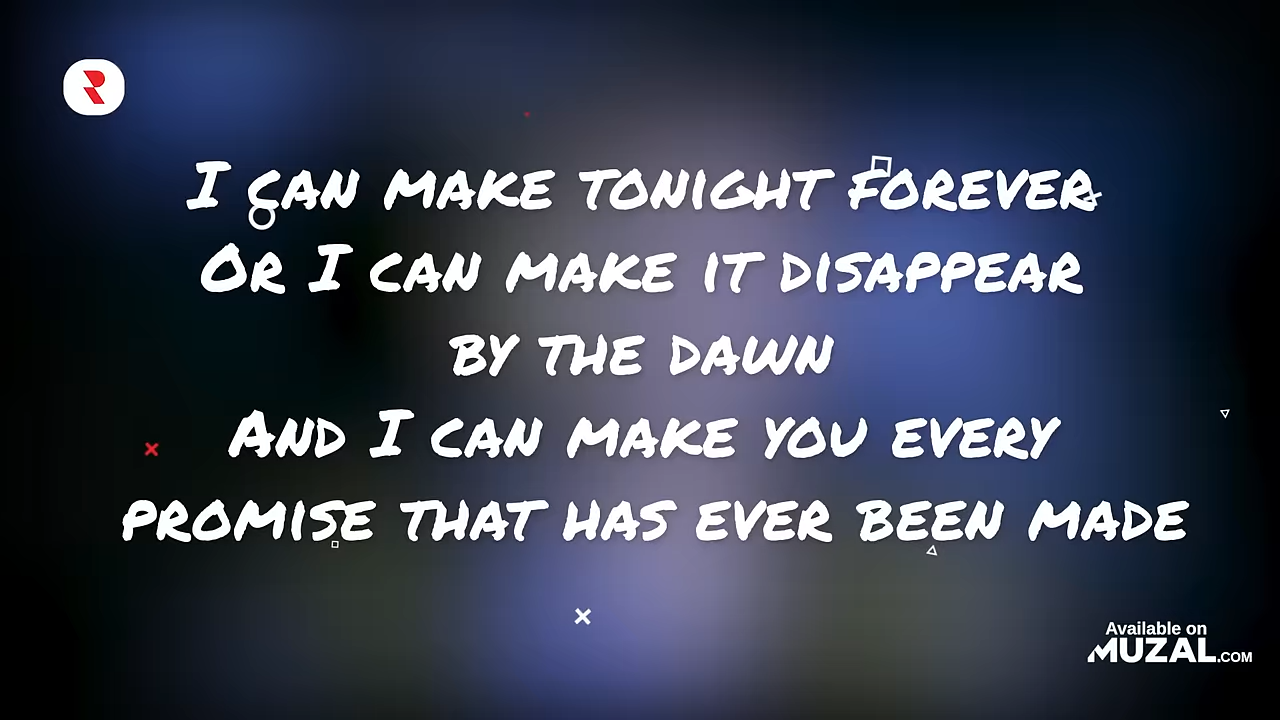 I can make tonight forever
Or I can make it disappear
by the dawn
And I can make you every
promise that has ever been made
Available on
MUZAL.COM